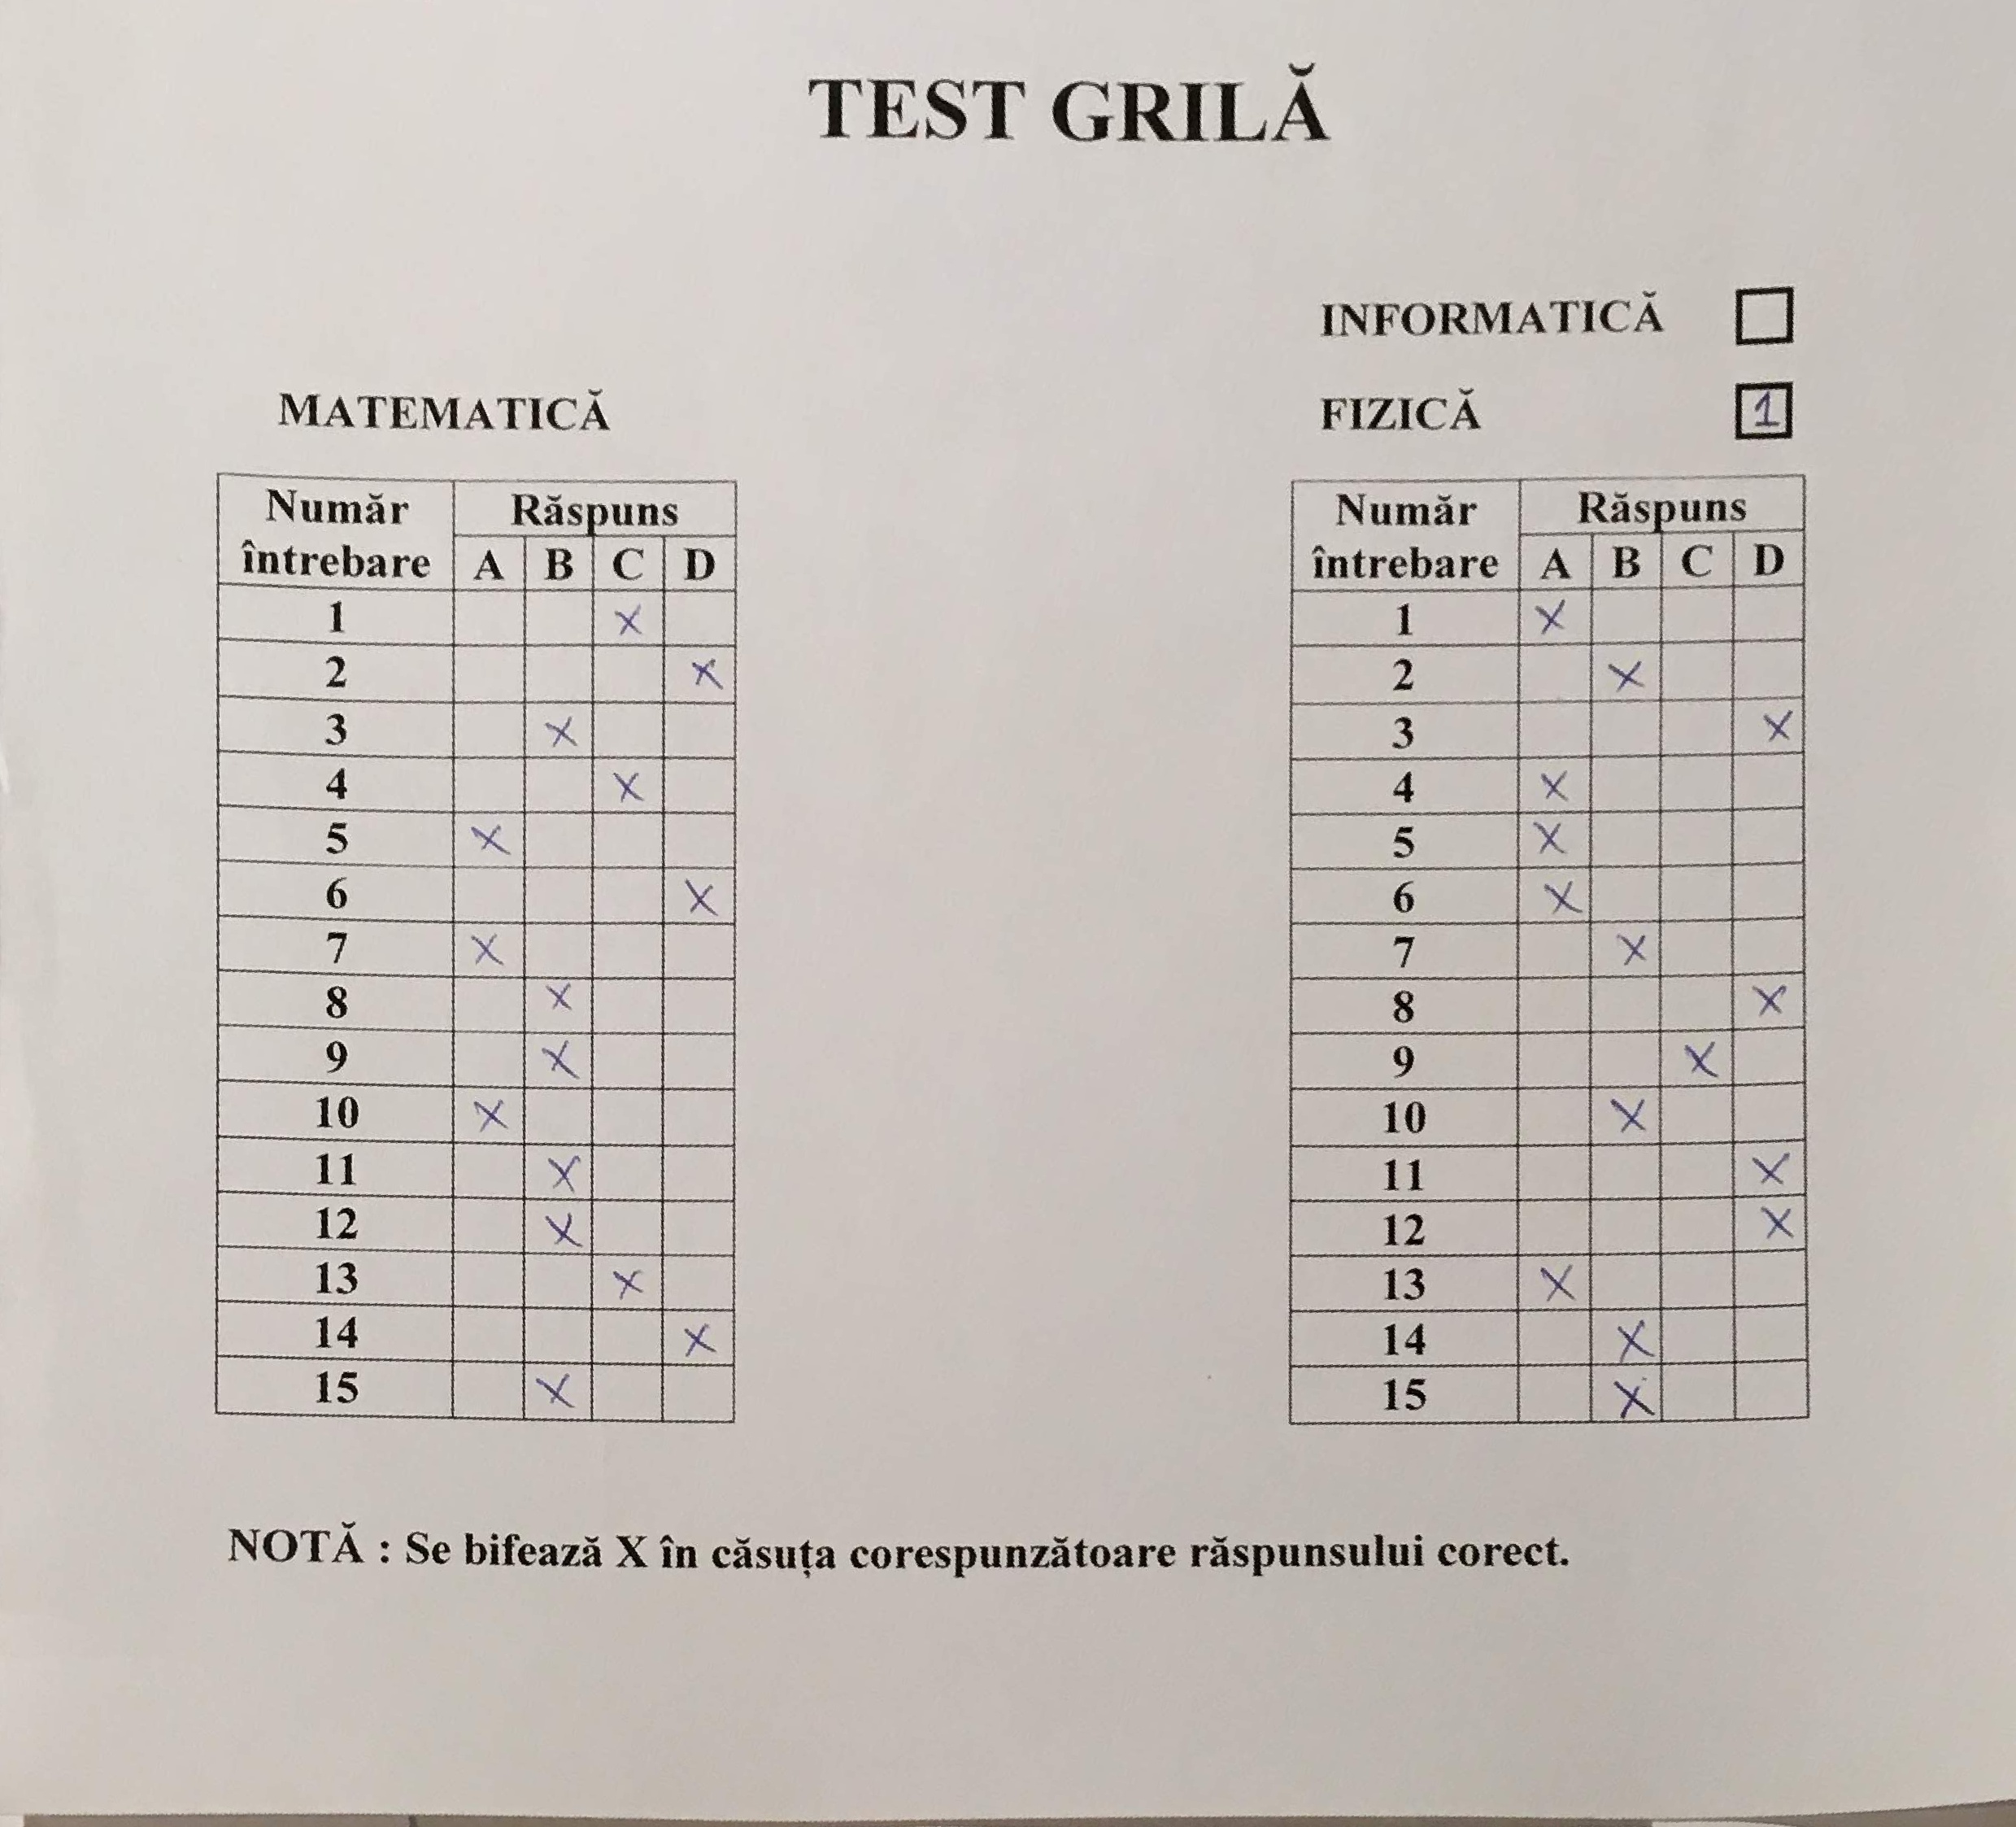 TEST GRILĂ
INFORMATICĂ
MATEMATICĂ
FIZICĂ 1
Număr întrebare Răspuns
A B C D
1 X
2 X
3 X
4 X
5 X
6 X
7 X
8 X
9 X
10 X
11 X
12 X
13 X
14 X
15 X
Număr întrebare Răspuns
A B C D
1 X
2 X
3 X
4 X
5 X
6 X
7 X
8 X
9 X
10 X
11 X
12 X
13 X
14 X
15 X
NOTĂ : Se bifează X în căsuța corespunzătoare răspunsului corect.